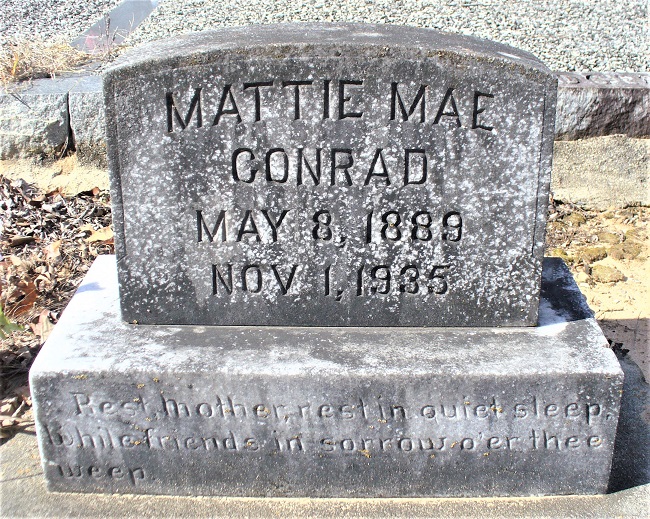 MATTIE MAE
CONRAD
MAY 8, 1889
NOV 1, 1935
Rest, mother, rest in quiet sleep,
While friends in sorrow o'er thee
weep.